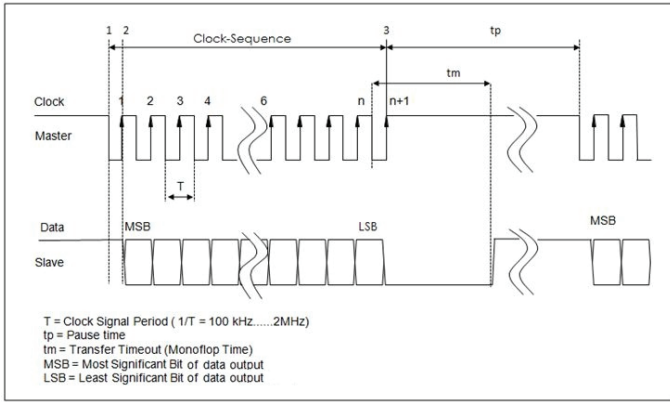 1 2 Clock-Sequence 3 tp
tm
Clock 1 2 3 4 6 n n+1
Master
T
Data MSB LSB MSB
Slave
T = Clock Signal Period ( 1/T = 100 kHz......2MHz)
tp = Pause time
tm = Transfer Timeout (Monoflop Time)
MSB = Most Significant Bit of data output
LSB = Least Significant Bit of data output